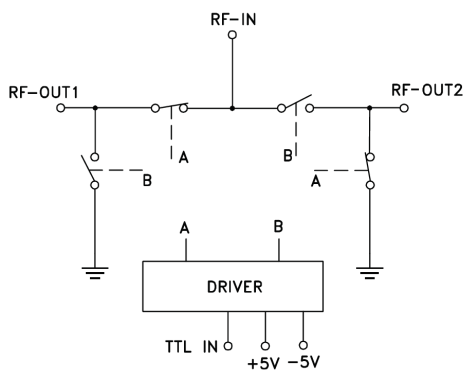 RF-IN
RF-OUT1
RF-OUT2
A
B
B
A
A
B
DRIVER
TTL IN
+5V
-5V